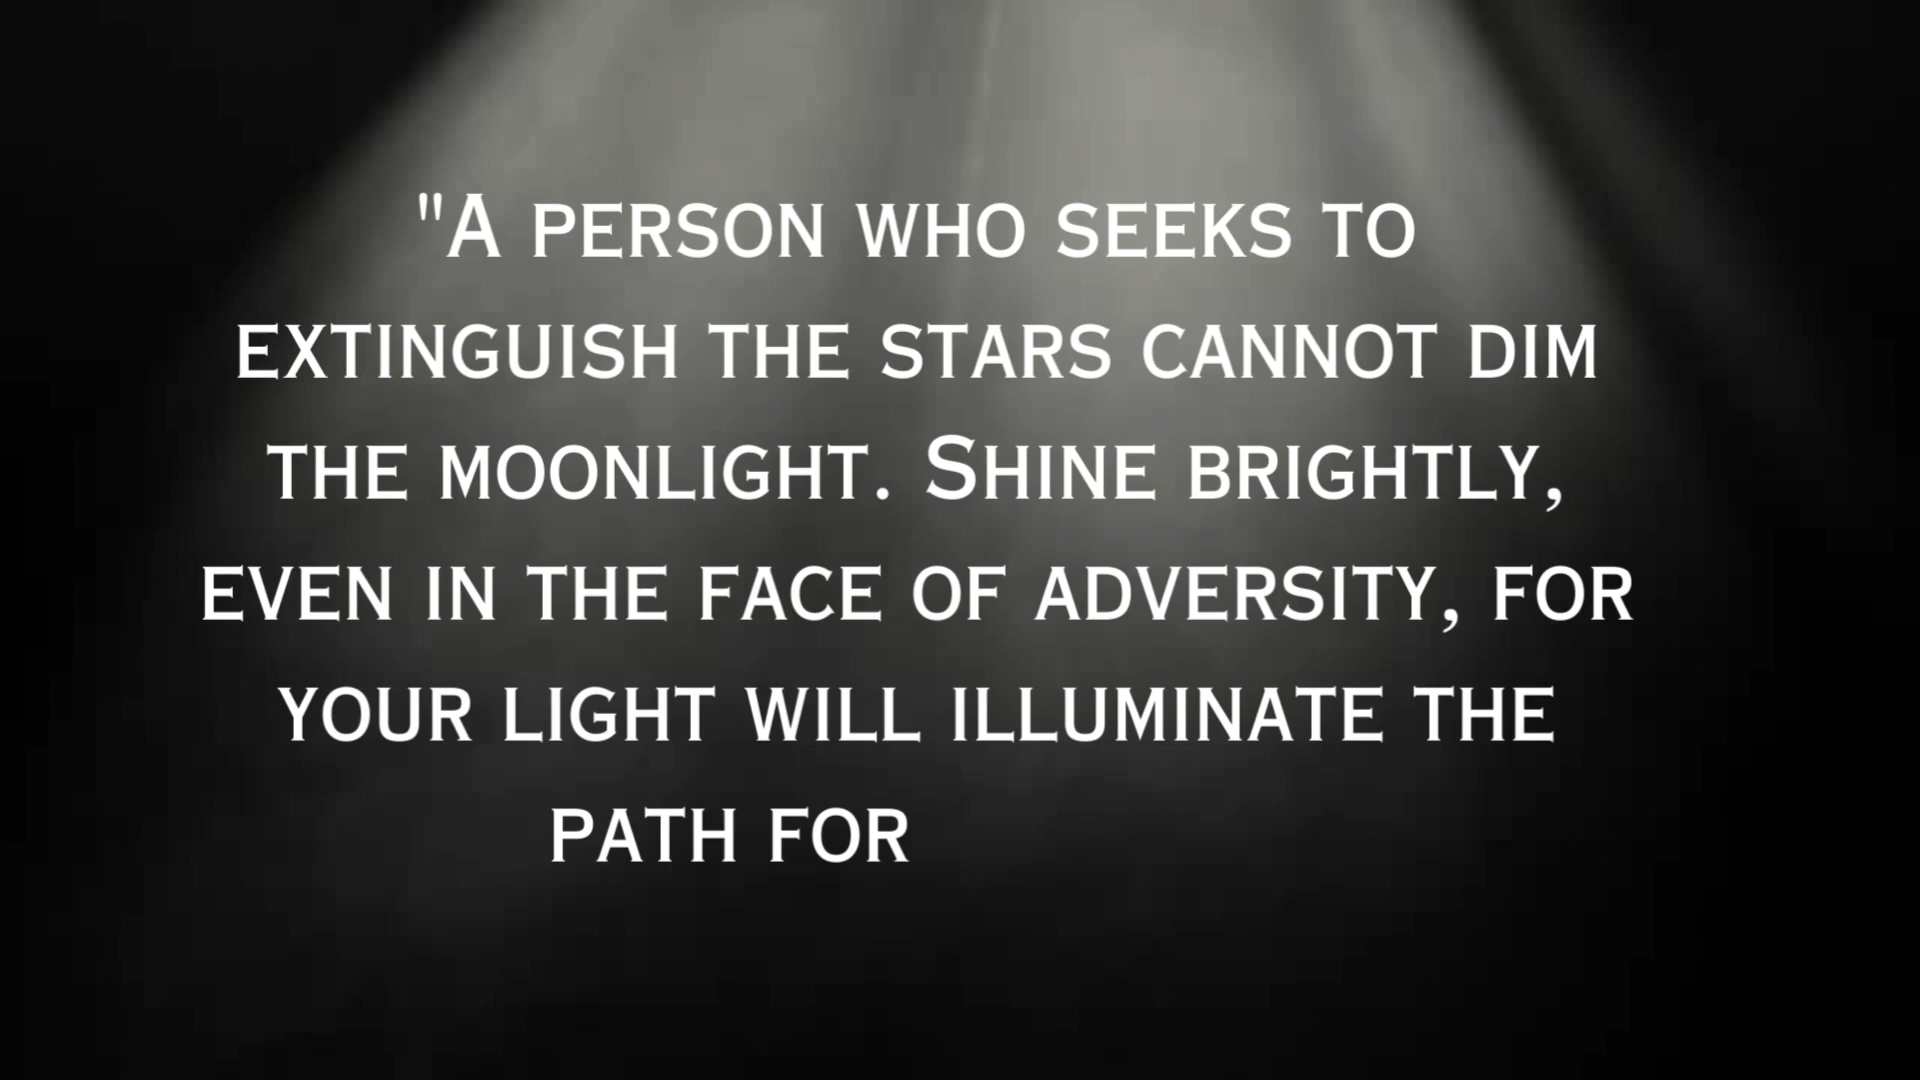 "A person who seeks to
extinguish the stars cannot dim
the moonlight. Shine brightly,
even in the face of adversity, for
your light will illuminate the
path for